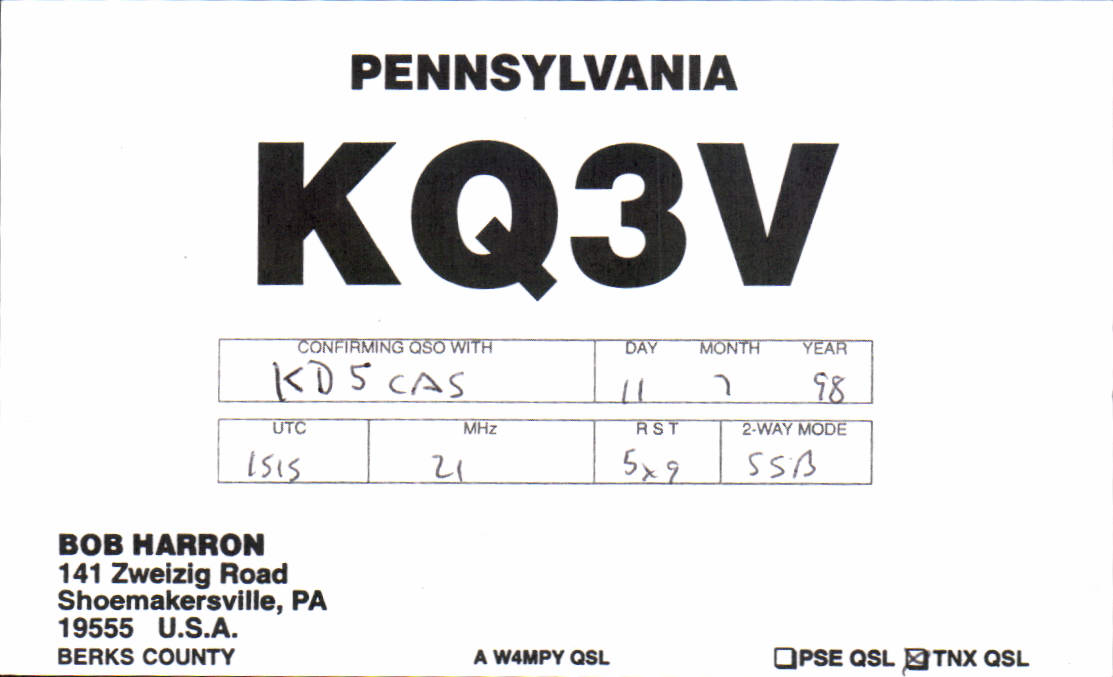 PENNSYLVANIA
KQ3V
CONFIRMING QSO WITH DAY MONTH YEAR
KD5CAS 11 7 98
UTC MHz R S T 2-WAY MODE
1515 21 5x9 SSB
BOB HARRON
141 Zweizig Road
Shoemakersville, PA
19555 U.S.A.
BERKS COUNTY A W4MPY QSL ☐PSE QSL ☒TNX QSL